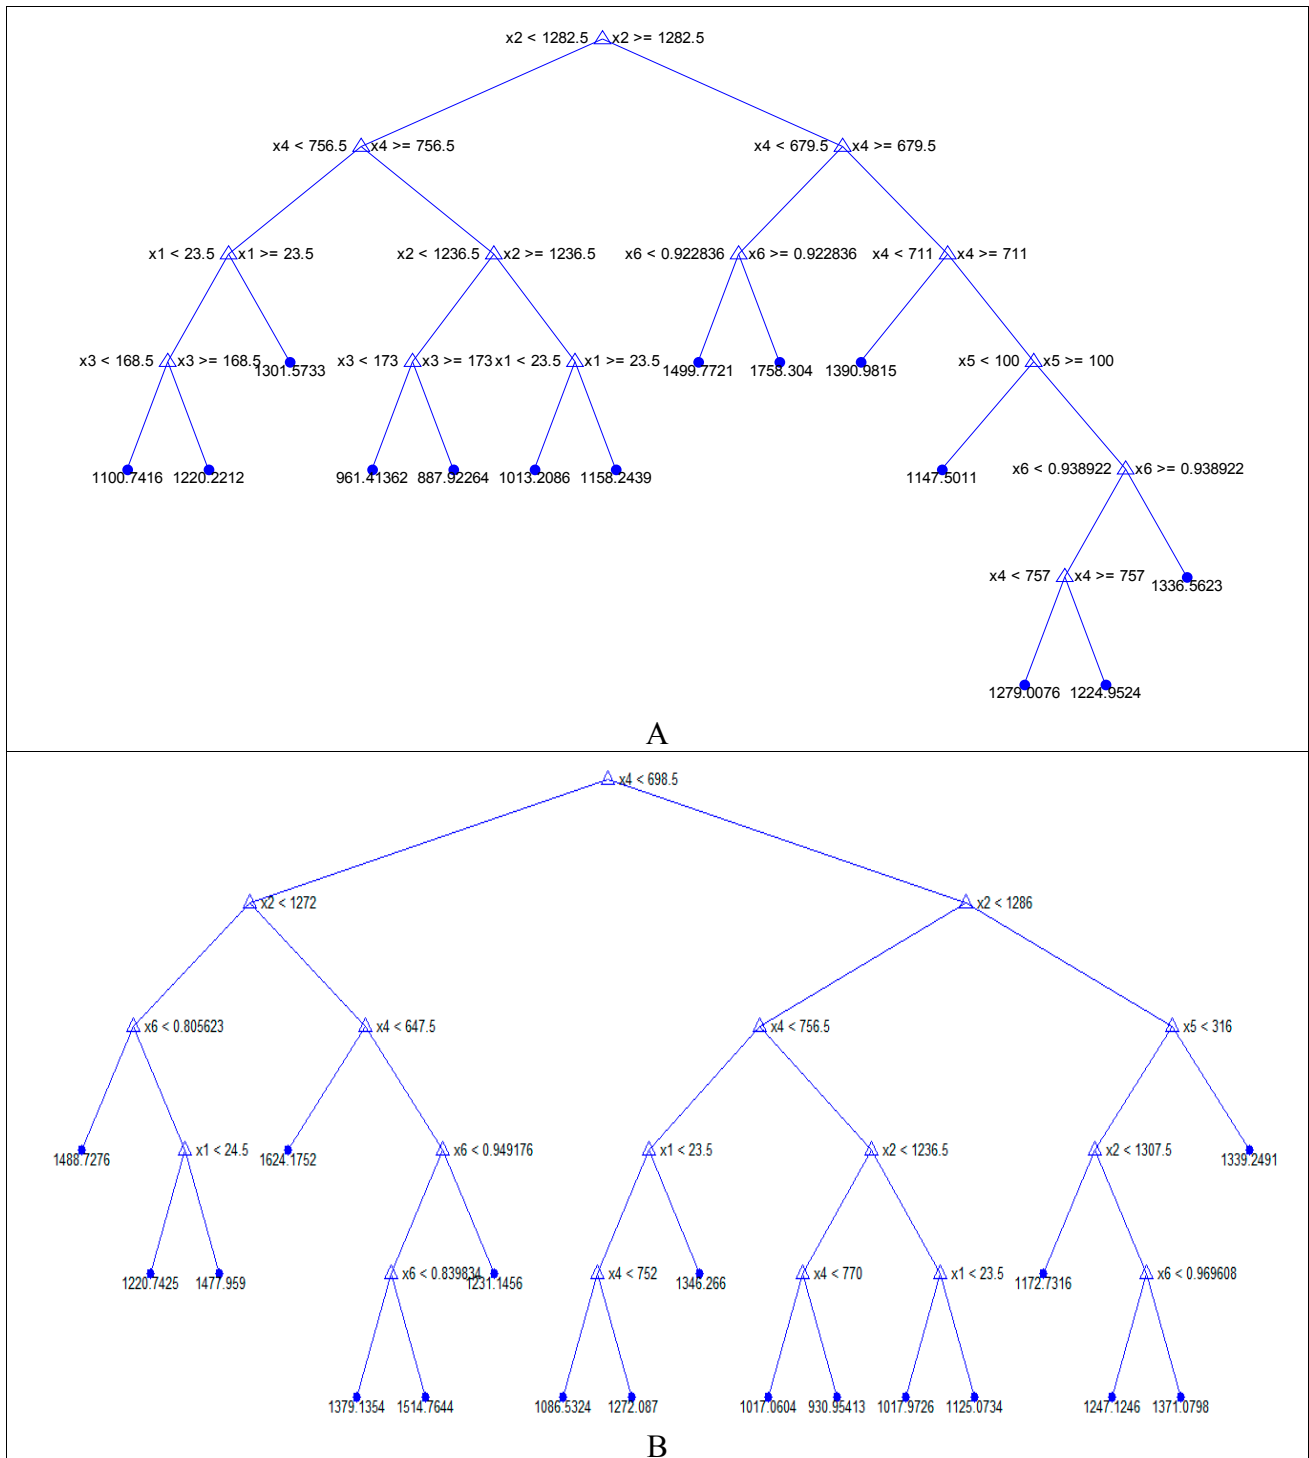 x2 < 1282.5 x2 >= 1282.5
x4 < 756.5 x4 >= 756.5 x4 < 679.5 x4 >= 679.5
x1 < 23.5 x1 >= 23.5 x2 < 1236.5 x2 >= 1236.5 x6 < 0.922836 x6 >= 0.922836 x4 < 711 x4 >= 711
x3 < 168.5 x3 >= 168.5 1301.5733 x3 < 173 x3 >= 173 x1 < 23.5 x1 >= 23.5 1499.7721 1758.304 1390.9815 x5 < 100 x5 >= 100
1100.7416 1220.2212 961.41362 887.92264 1013.2086 1158.2439 1147.5011 x6 < 0.938922 x6 >= 0.938922
x4 < 757 x4 >= 757 1336.5623
1279.0076 1224.9524
A
x4 < 698.5
x2 < 1272 x2 < 1286
x6 < 0.805623 x4 < 647.5 x4 < 756.5 x5 < 316
1488.7276 x1 < 24.5 1624.1752 x6 < 0.949176 x1 < 23.5 x2 < 1236.5 x2 < 1307.5 1339.2491
1220.7425 1477.959 x6 < 0.839834 1231.1456 x4 < 752 1346.266 x4 < 770 x1 < 23.5 1172.7316 x6 < 0.969608
1379.1354 1514.7644 1086.5324 1272.087 1017.0604 930.95413 1017.9726 1125.0734 1247.1246 1371.0798
B